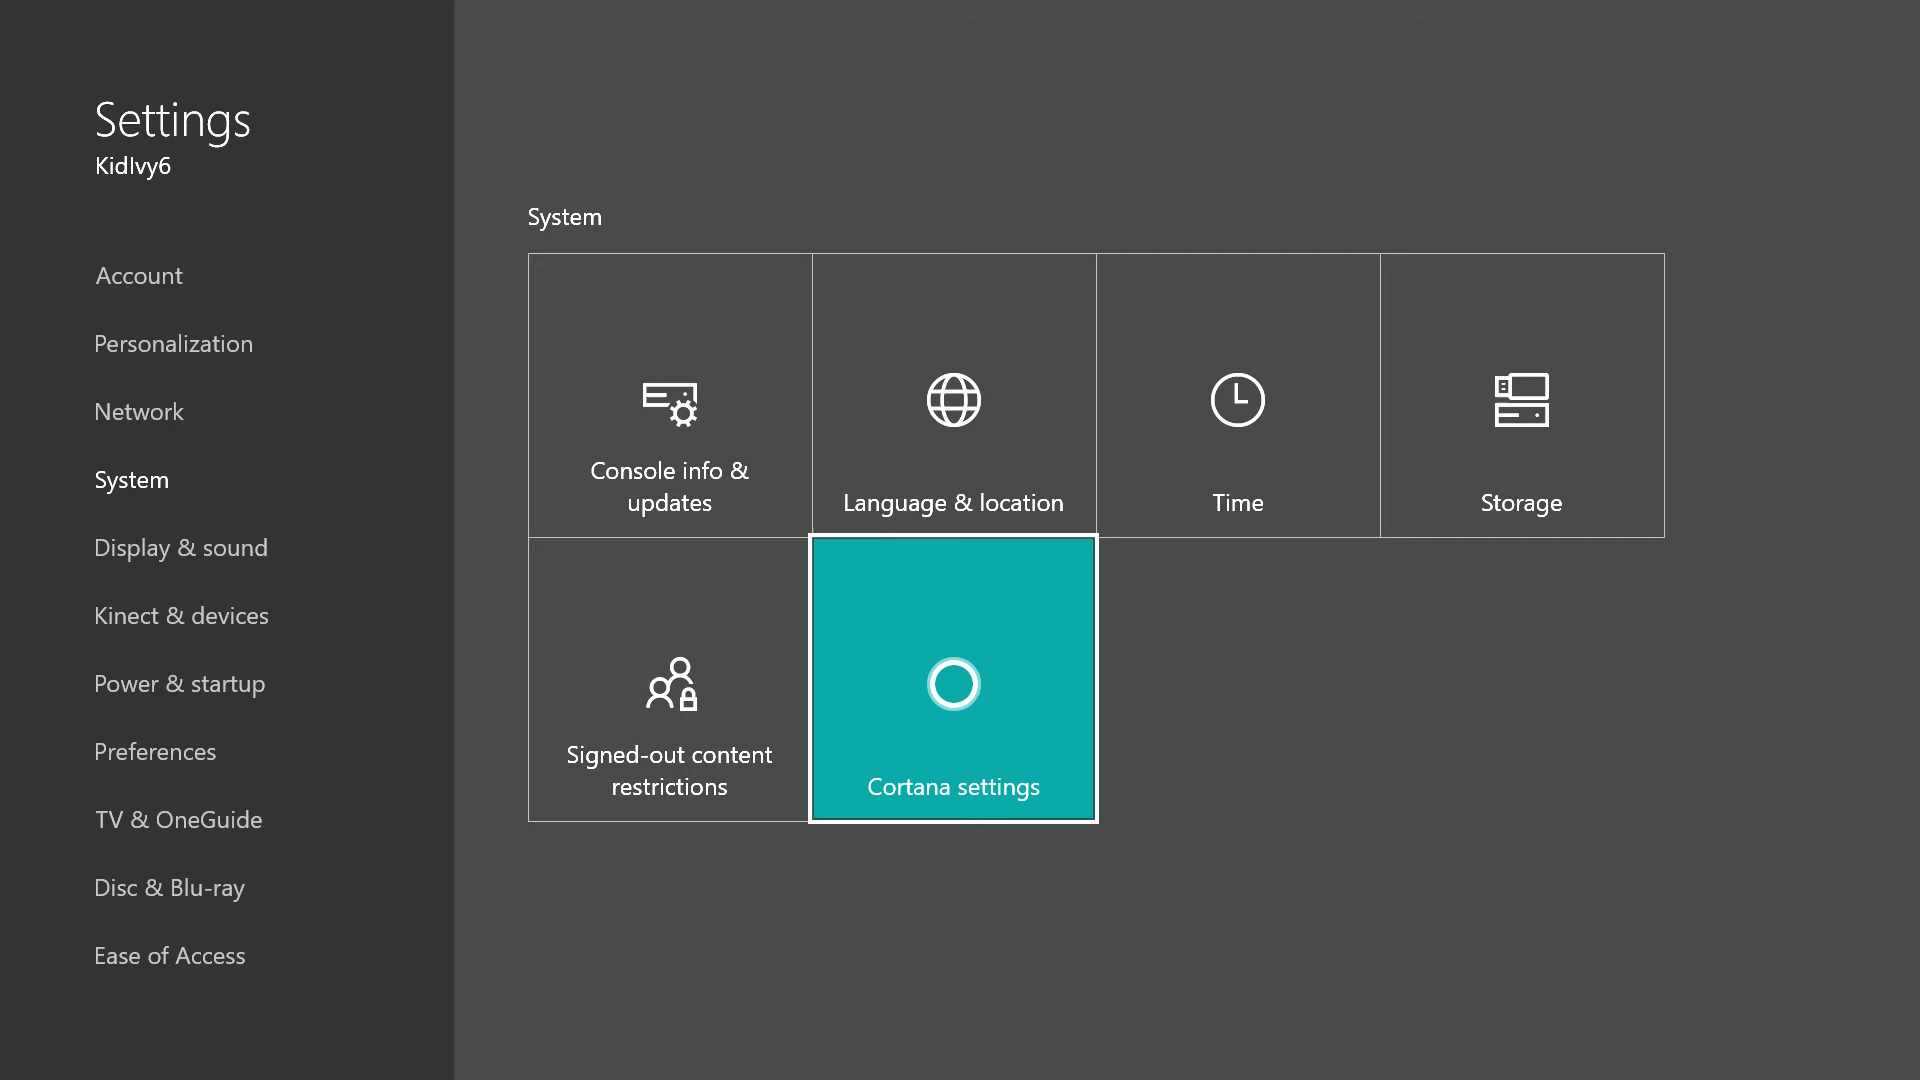 Settings
KidIvy6
Account
Personalization
Network
System
Display & sound
Kinect & devices
Power & startup
Preferences
TV & OneGuide
Disc & Blu-ray
Ease of Access
System
Console info &
updates
Language & location
Time
Storage
Signed-out content
restrictions
Cortana settings